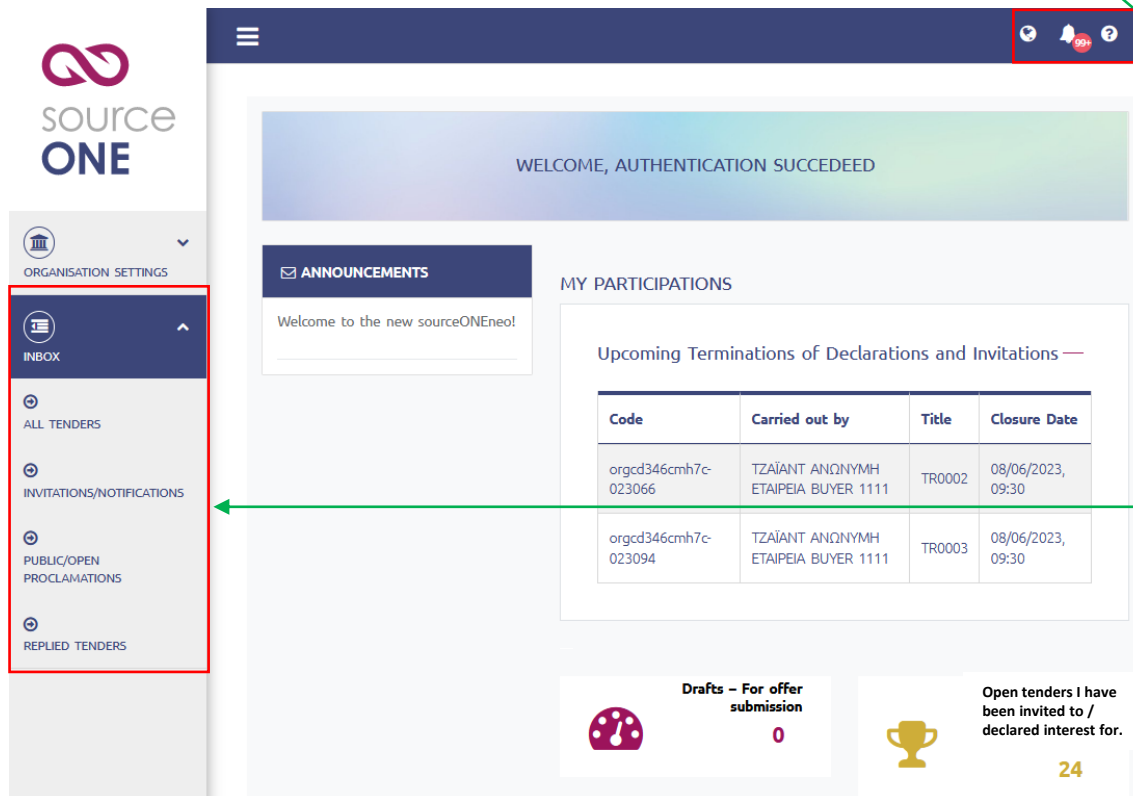 source
ONE
99+
WELCOME, AUTHENTICATION SUCCEDEED
ORGANISATION SETTINGS
INBOX
ALL TENDERS
INVITATIONS/NOTIFICATIONS
PUBLIC/OPEN
PROCLAMATIONS
REPLIED TENDERS
ANNOUNCEMENTS
Welcome to the new sourceONEneo!
MY PARTICIPATIONS
Upcoming Terminations of Declarations and Invitations
Code Carried out by Title Closure Date
orgcd346cmh7c- ΤΖΑΪΑΝΤ ΑΝΩΝΥΜΗ TR0002 08/06/2023,
023066 ΕΤΑΙΡΕΙΑ BUYER 1111 09:30
orgcd346cmh7c- ΤΖΑΪΑΝΤ ΑΝΩΝΥΜΗ TR0003 08/06/2023,
023094 ΕΤΑΙΡΕΙΑ BUYER 1111 09:30
Drafts – For offer
submission
0
Open tenders I have
been invited to /
declared interest for.
24